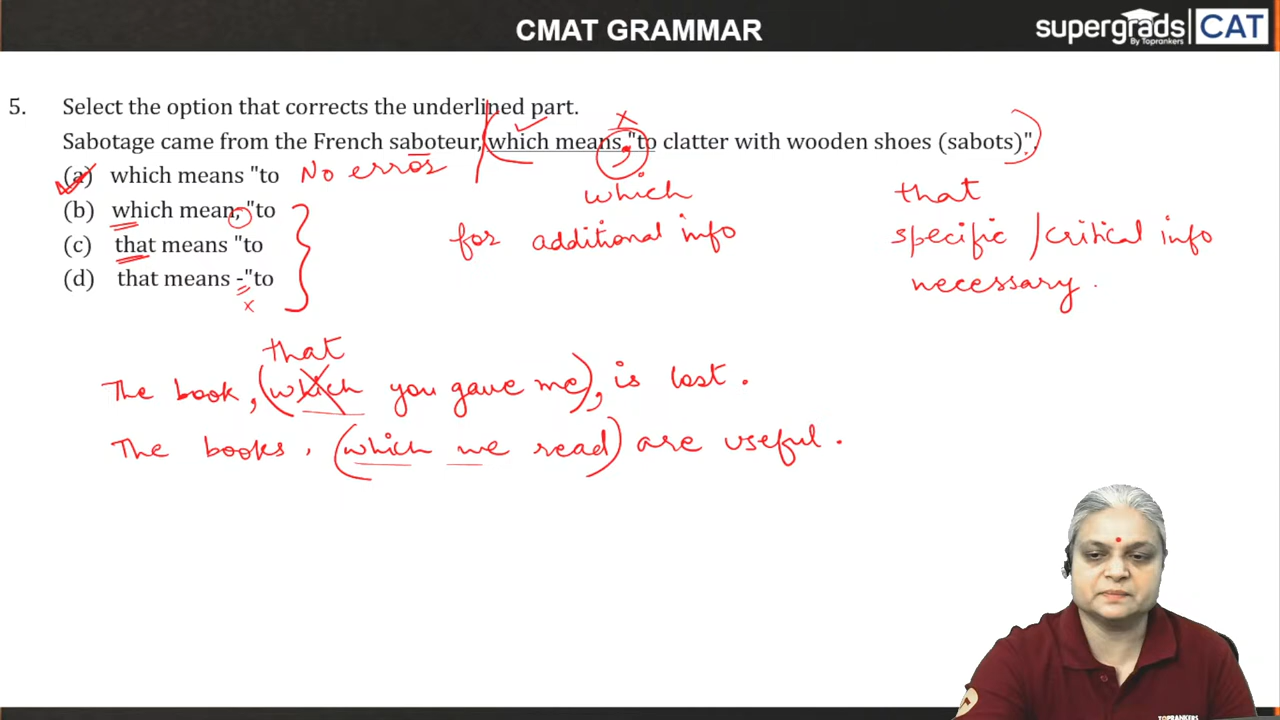 CMAT GRAMMAR
supergrads CAT
By Toprankers
5. Select the option that corrects the underlined part.
x
Sabotage came from the French saboteur, which means, "to clatter with wooden shoes (sabots)".
(a) which means "to No error
(b) which mean, "to
(c) that means "to
(d) that means -"to
x
which
for additional info
that
specific / critical info
necessary.
that
The book, (which you gave me), is lost.
The books, (which we read) are useful.
TOPRANKERS